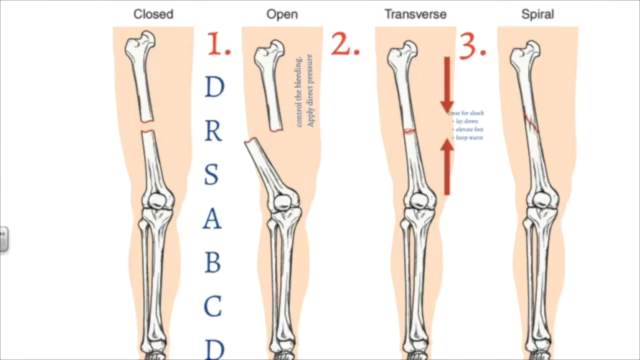 Closed
Open
Transverse
Spiral
1.
2.
3.
D
R
S
A
B
C
D
control the bleeding,
Apply direct pressure
for shock
- lay down
- elevate feet
- keep warm